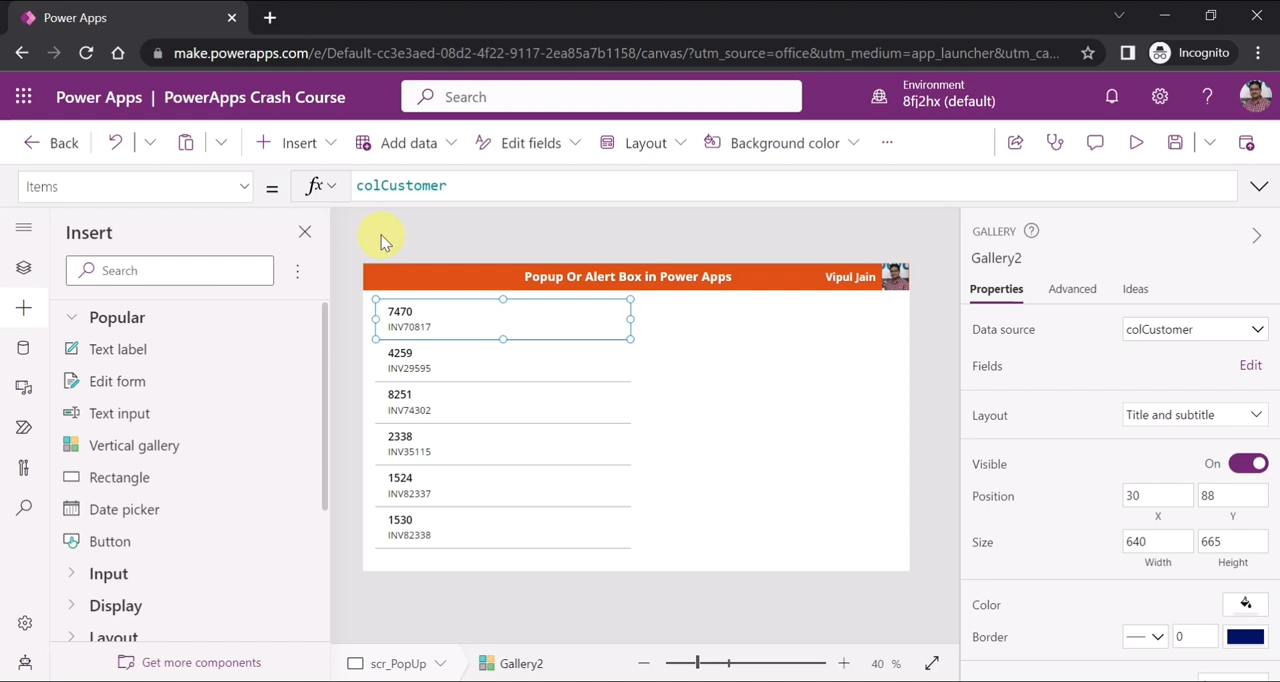 Power Apps
make.powerapps.com/e/Default-cc3e3aed-08d2-4f22-9117-2ea85a7b1158/canvas/?utm_source=office&utm_medium=app_launcher&utm_ca...
Incognito
Power Apps | PowerApps Crash Course
Search
Environment
8fj2hx (default)
Back
Insert
Add data
Edit fields
Layout
Background color
Items
=
fx
colCustomer
Insert
Search
Popular
Text label
Edit form
Text input
Vertical gallery
Rectangle
Date picker
Button
Input
Display
Layout
Get more components
Popup Or Alert Box in Power Apps
Vipul Jain
7470
INV70817
4259
INV29595
8251
INV74302
2338
INV35115
1524
INV82337
1530
INV82338
scr_PopUp
Gallery2
40 %
GALLERY
Gallery2
Properties Advanced Ideas
Data source colCustomer
Fields Edit
Layout Title and subtitle
Visible On
Position 30 88
X Y
Size 640 665
Width Height
Color
Border 0